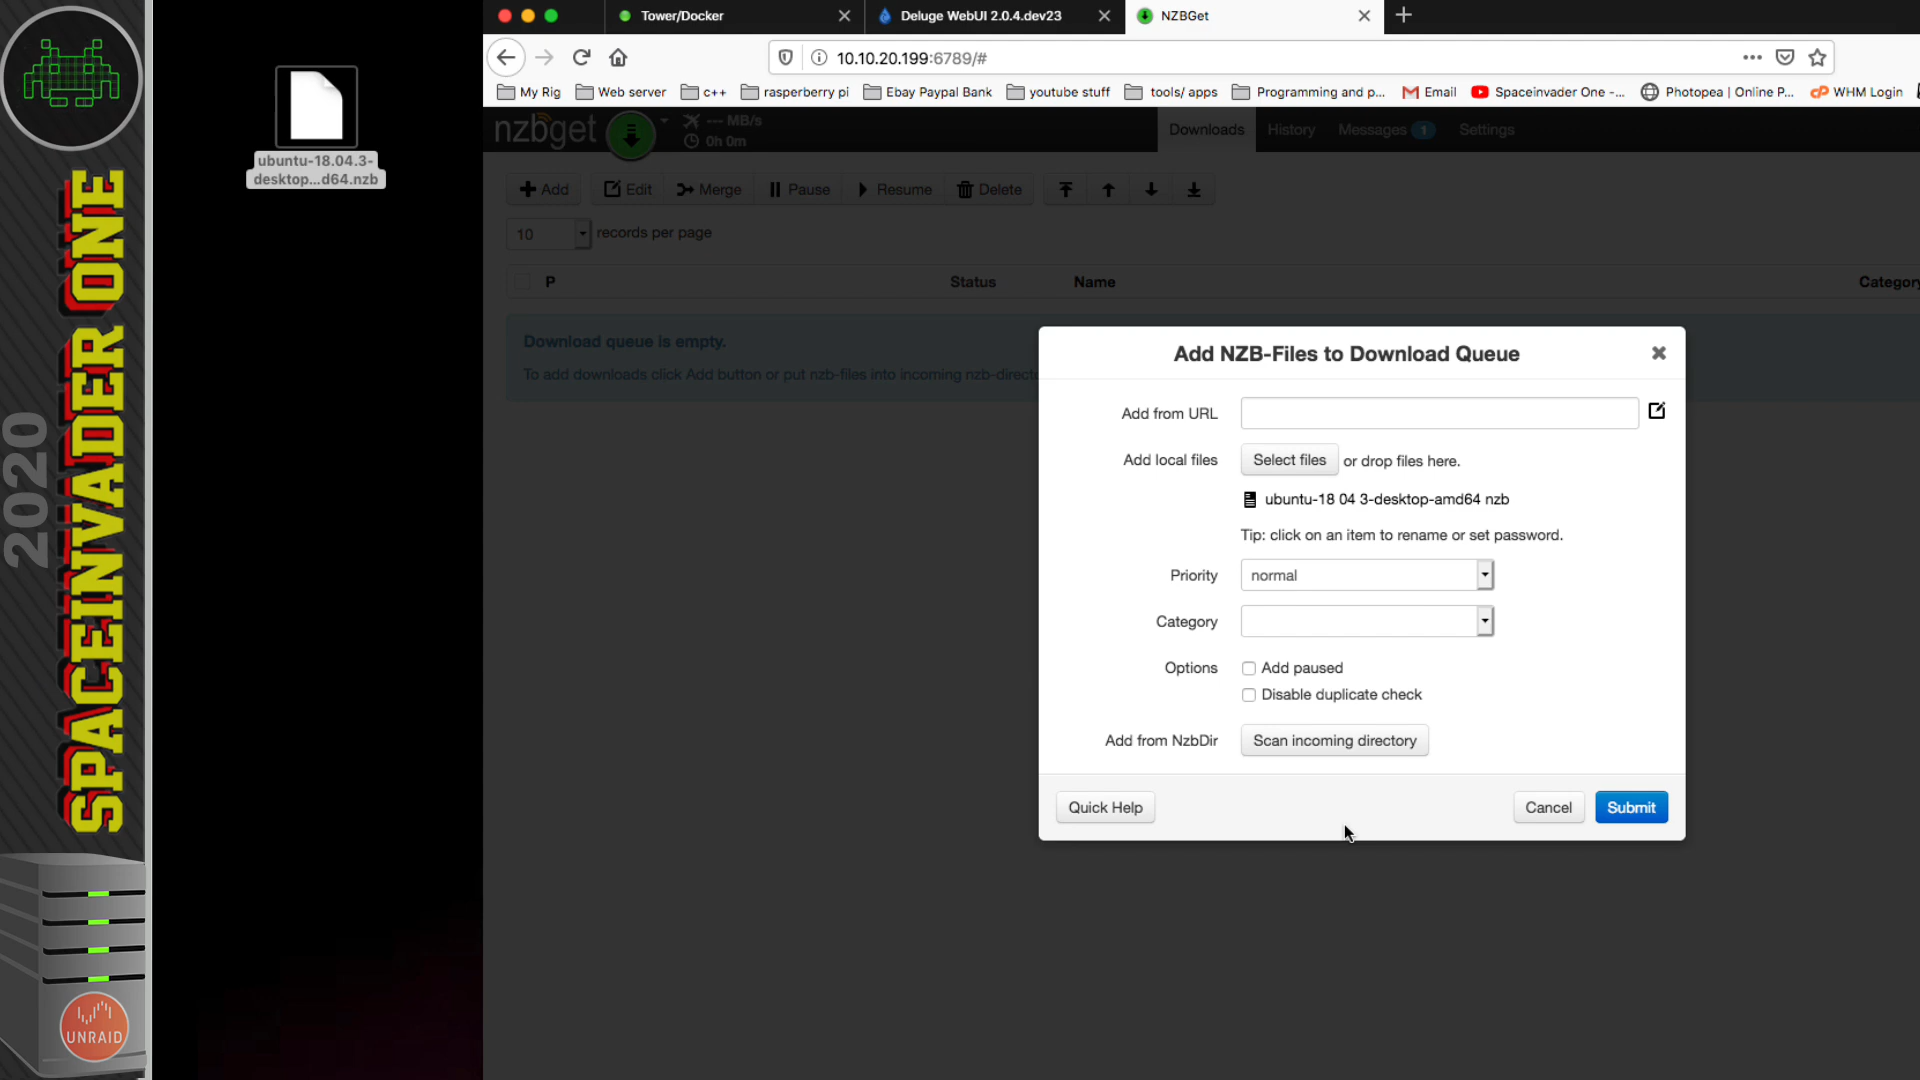 2020
SPACEINVADER ONE
UNRAID
ubuntu-18.04.3-
desktop...d64.nzb
Tower/Docker
Deluge WebUI 2.0.4.dev23
NZBGet
10.10.20.199:6789/#
My Rig
Web server
c++
rasperberry pi
Ebay Paypal Bank
youtube stuff
tools/ apps
Programming and p...
Email
Spaceinvader One -...
Photopea | Online P...
WHM Login
nzbget
--- MB/s
0h 0m
Downloads
History
Messages 1
Settings
Add
Edit
Merge
Pause
Resume
Delete
10
records per page
P
Status
Name
Category
Download queue is empty.
To add downloads click Add button or put nzb-files into incoming nzb-direct
Add NZB-Files to Download Queue
Add from URL
Add local files
Select files
or drop files here.
ubuntu-18 04 3-desktop-amd64 nzb
Tip: click on an item to rename or set password.
Priority
normal
Category
Options
Add paused
Disable duplicate check
Add from NzbDir
Scan incoming directory
Quick Help
Cancel
Submit